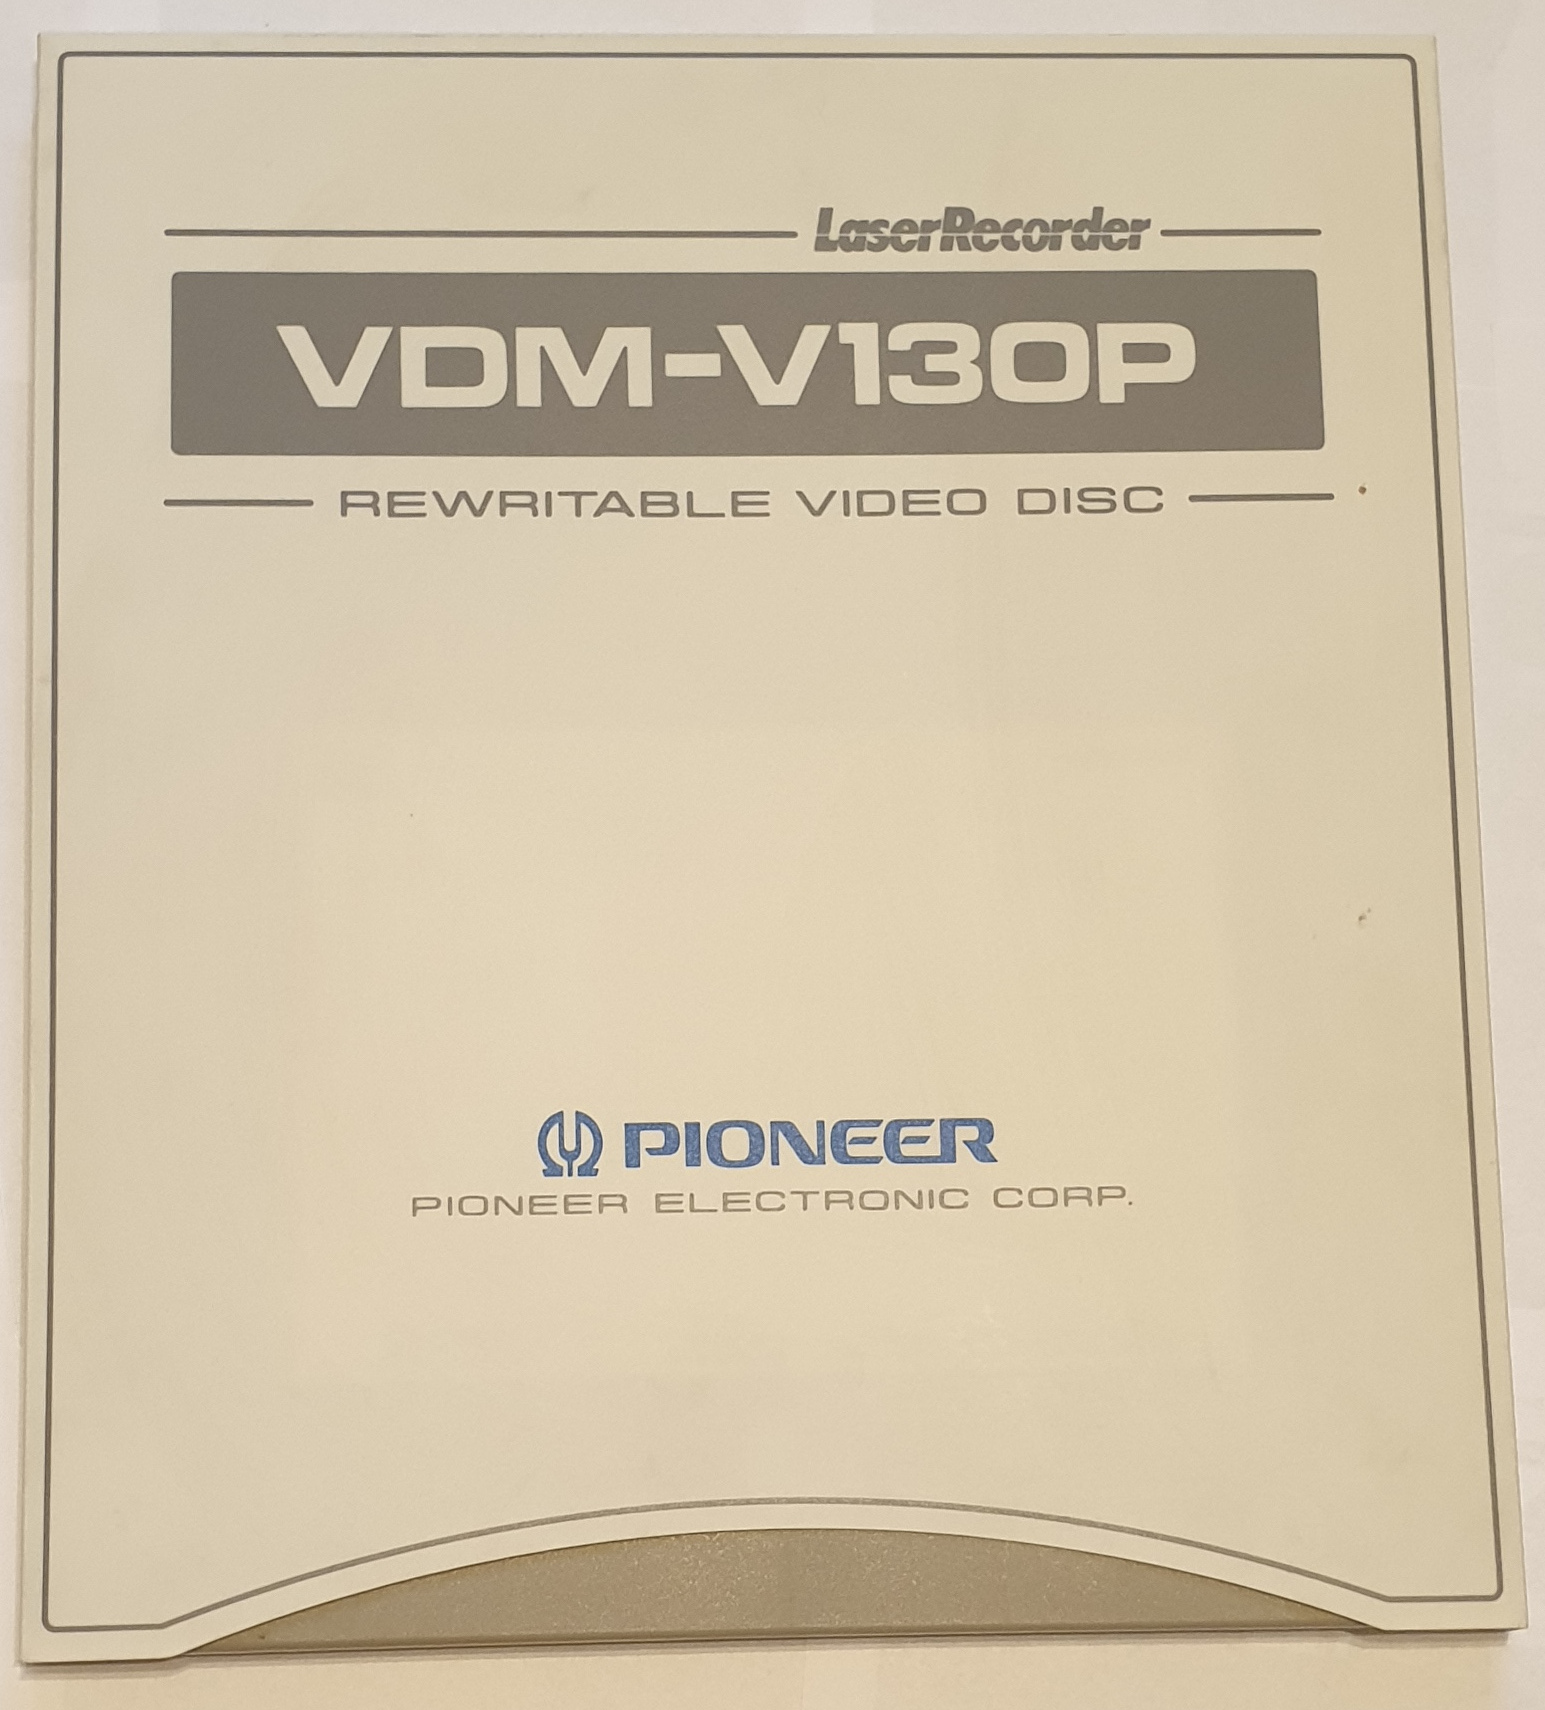 LaserRecorder
VDM-V130P
REWRITABLE VIDEO DISC
PIONEER
PIONEER ELECTRONIC CORP.